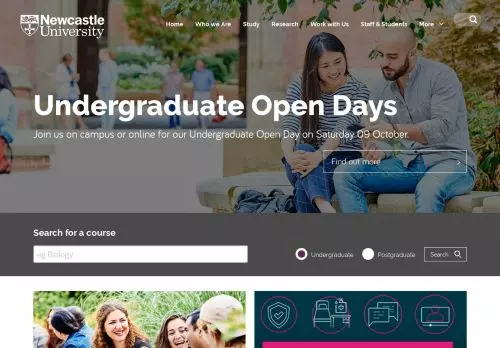 Newcastle
University
Home Who we Are Study Research Work with Us Staff & Students More
Undergraduate Open Days
Join us on campus or online for our Undergraduate Open Day on Saturday 09 October.
Find out more
Search for a course
eg Biology
Undergraduate Postgraduate Search